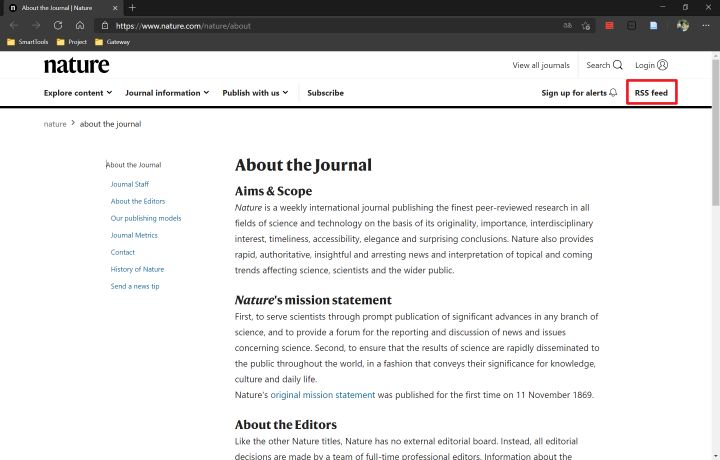 About the Journal | Nature
https://www.nature.com/nature/about
SmartTools Project Gateway
nature
View all journals Search Login
Explore content Journal information Publish with us Subscribe Sign up for alerts RSS feed
nature > about the journal
About the Journal
Journal Staff
About the Editors
Our publishing models
Journal Metrics
Contact
History of Nature
Send a news tip
About the Journal
Aims & Scope
Nature is a weekly international journal publishing the finest peer-reviewed research in all
fields of science and technology on the basis of its originality, importance, interdisciplinary
interest, timeliness, accessibility, elegance and surprising conclusions. Nature also provides
rapid, authoritative, insightful and arresting news and interpretation of topical and coming
trends affecting science, scientists and the wider public.
Nature's mission statement
First, to serve scientists through prompt publication of significant advances in any branch of
science, and to provide a forum for the reporting and discussion of news and issues
concerning science. Second, to ensure that the results of science are rapidly disseminated to
the public throughout the world, in a fashion that conveys their significance for knowledge,
culture and daily life.
Nature's original mission statement was published for the first time on 11 November 1869.
About the Editors
Like the other Nature titles, Nature has no external editorial board. Instead, all editorial
decisions are made by a team of full-time professional editors. Information about the